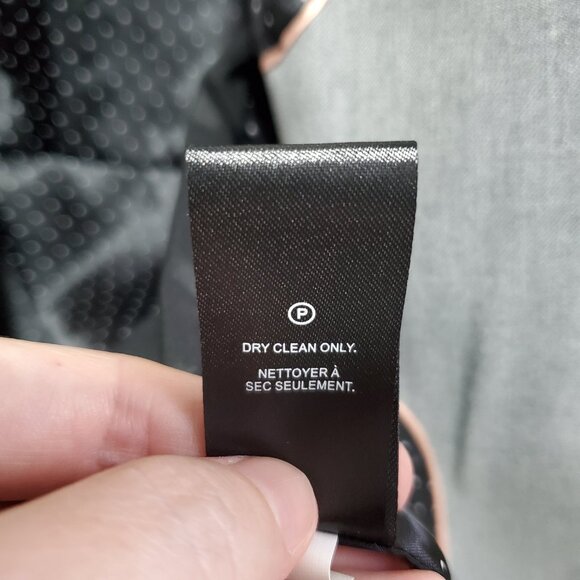 P
DRY CLEAN ONLY.
NETTOYER À
SEC SEULEMENT.